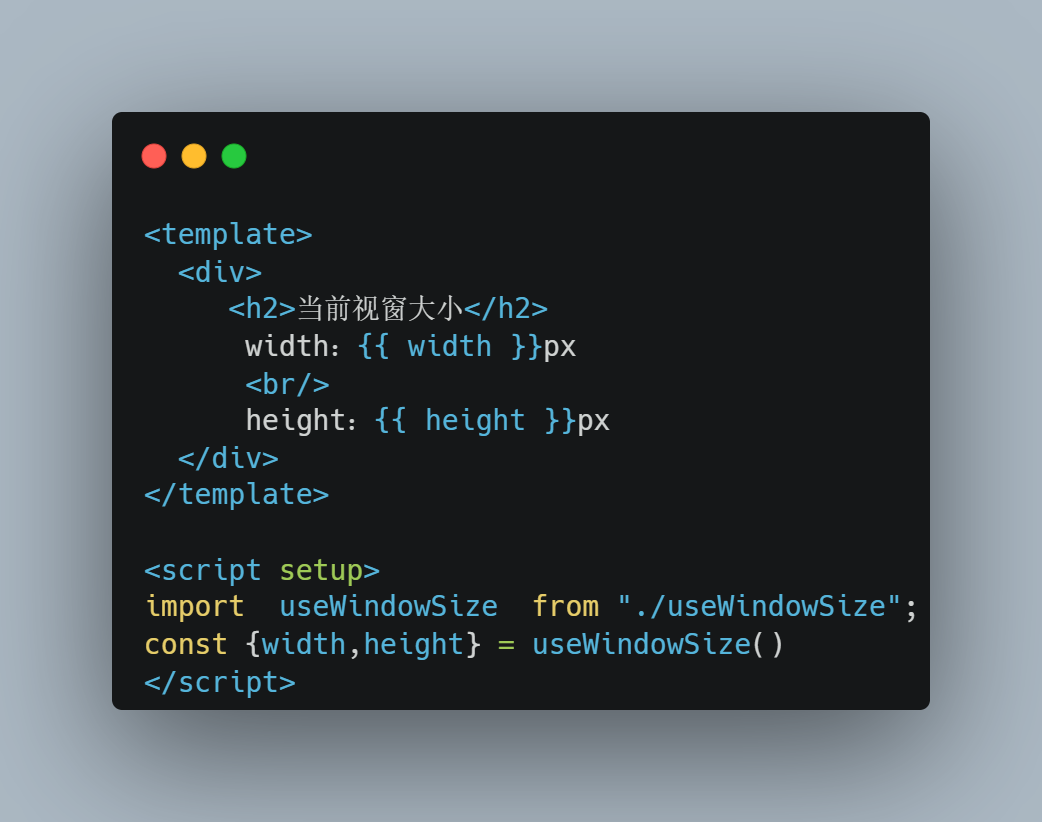 <template>
  <div>
     <h2>当前视窗大小</h2>
      width：{{ width }}px
      <br/>
      height：{{ height }}px
  </div>
</template>

<script setup>
import  useWindowSize  from "./useWindowSize";
const {width,height} = useWindowSize()
</script>